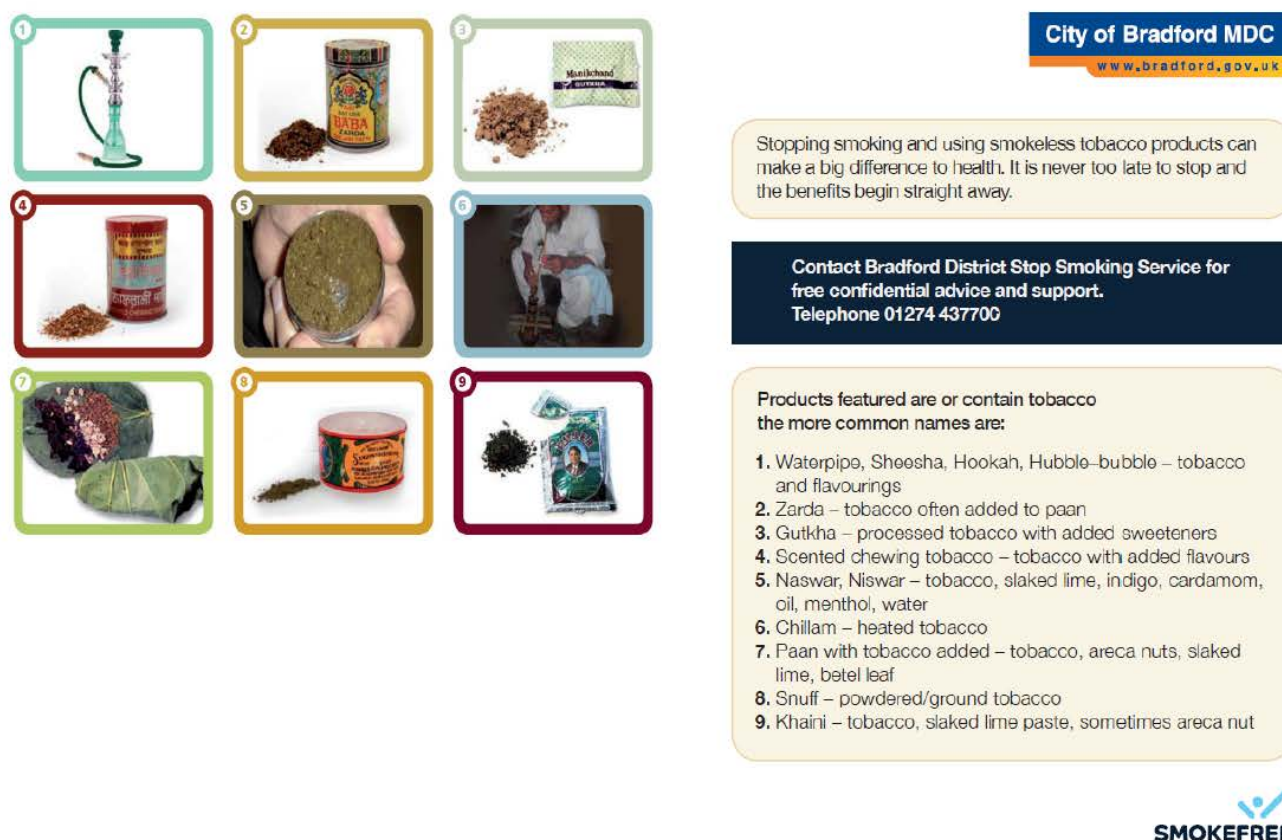 1
2
3
4
5
6
7
8
9
BABA
ZARDA
Manikchand
GUTKHA
City of Bradford MDC
www.bradford.gov.uk
Stopping smoking and using smokeless tobacco products can
make a big difference to health. It is never too late to stop and
the benefits begin straight away.
Contact Bradford District Stop Smoking Service for
free confidential advice and support.
Telephone 01274 437700
Products featured are or contain tobacco
the more common names are:
1. Waterpipe, Sheesha, Hookah, Hubble-bubble – tobacco
and flavourings
2. Zarda – tobacco often added to paan
3. Gutkha – processed tobacco with added sweeteners
4. Scented chewing tobacco – tobacco with added flavours
5. Naswar, Niswar – tobacco, slaked lime, indigo, cardamom,
oil, menthol, water
6. Chillam – heated tobacco
7. Paan with tobacco added – tobacco, areca nuts, slaked
lime, betel leaf
8. Snuff – powdered/ground tobacco
9. Khaini – tobacco, slaked lime paste, sometimes areca nut
SMOKEFREE